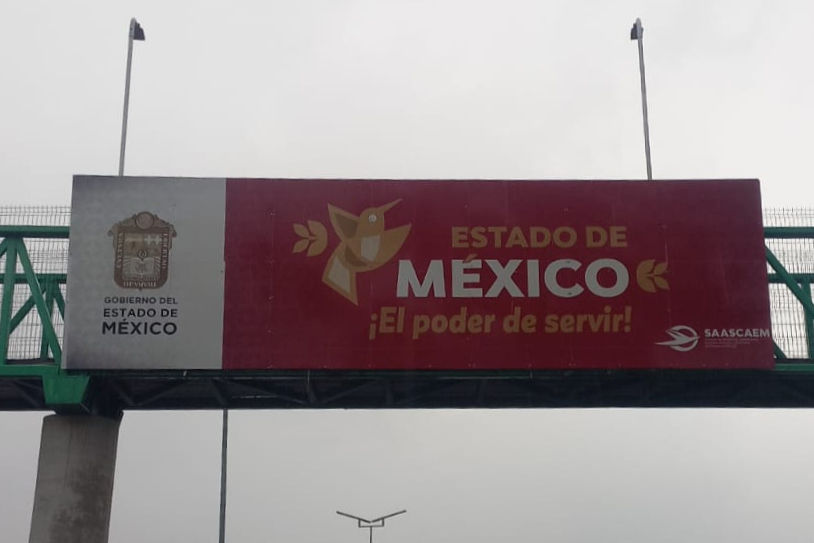 GOBIERNO DEL
ESTADO DE
MÉXICO
ESTADO DE
MÉXICO
¡El poder de servir!
SAASCAEM